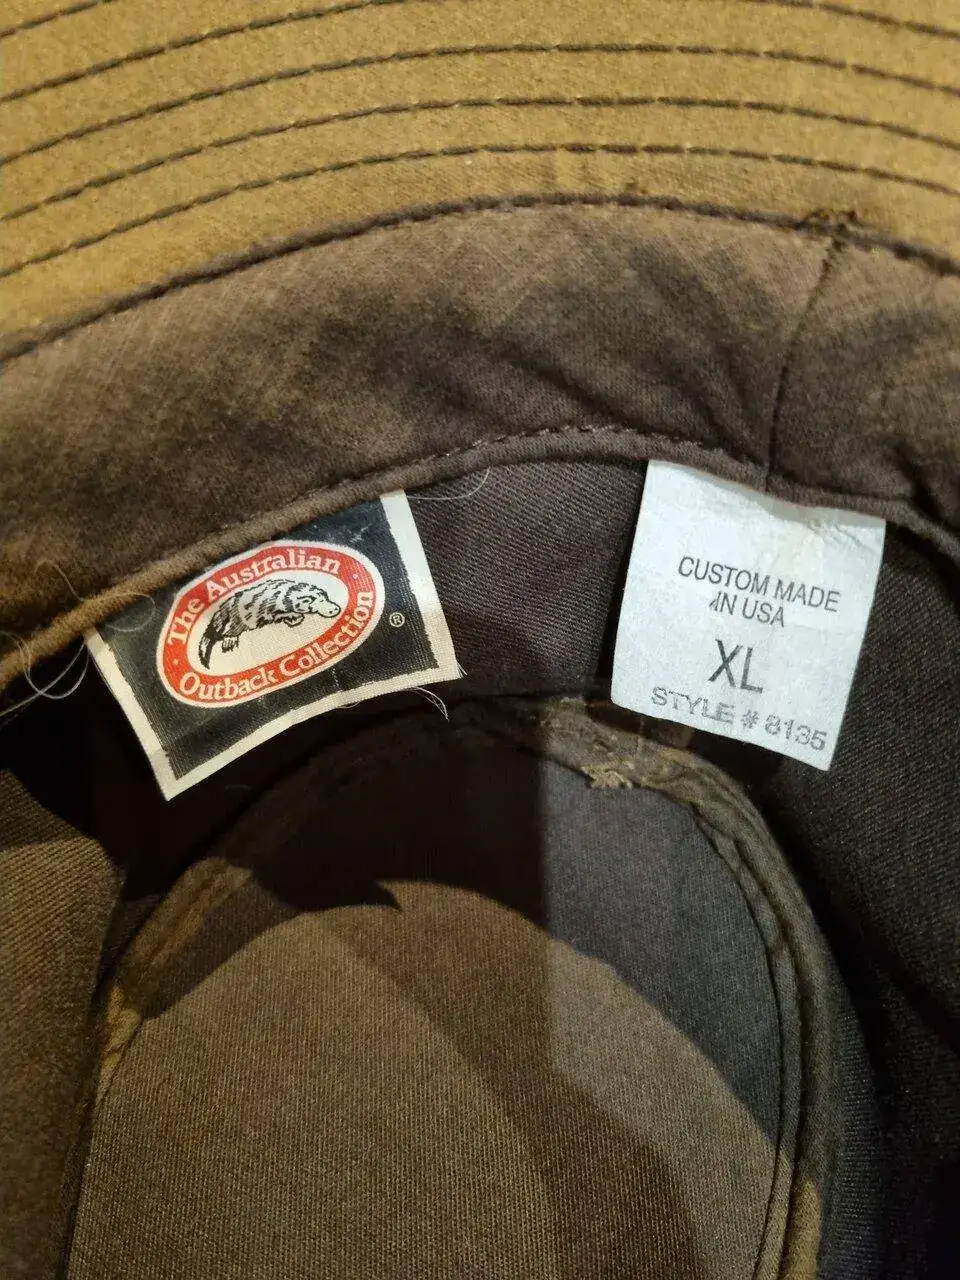 The Australian
Outback Collection
®
CUSTOM MADE
IN USA
XL
STYLE # 8135